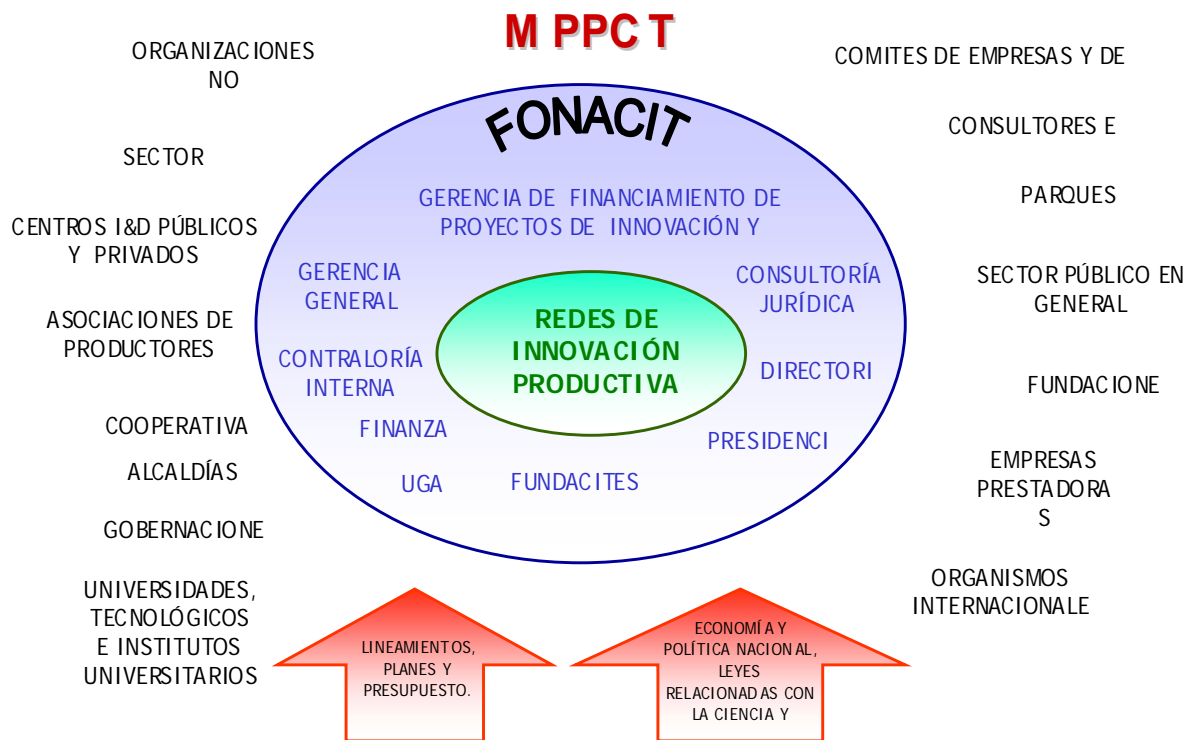 M PPC T
ORGANIZACIONES
NO
SECTOR
CENTROS I&D PÚBLICOS
Y PRIVADOS
ASOCIACIONES DE
PRODUCTORES
COOPERATIVA
ALCALDÍAS
GOBERNACIONE
UNIVERSIDADES,
TECNOLÓGICOS
E INSTITUTOS
UNIVERSITARIOS
FONACIT
GERENCIA DE FINANCIAMIENTO DE
PROYECTOS DE INNOVACIÓN Y
GERENCIA
GENERAL
CONTRALORÍA
INTERNA
FINANZA
UGA
FUNDACITES
REDES DE
INNOVACIÓN
PRODUCTIVA
CONSULTORÍA
JURÍDICA
DIRECTORI
PRESIDENCI
COMITES DE EMPRESAS Y DE
CONSULTORES E
PARQUES
SECTOR PÚBLICO EN
GENERAL
FUNDACIONE
EMPRESAS
PRESTADORA
S
ORGANISMOS
INTERNACIONALE
LINEAMIENTOS,
PLANES Y
PRESUPUESTO.
ECONOMÍA Y
POLÍTICA NACIONAL,
LEYES
RELACIONADAS CON
LA CIENCIA Y